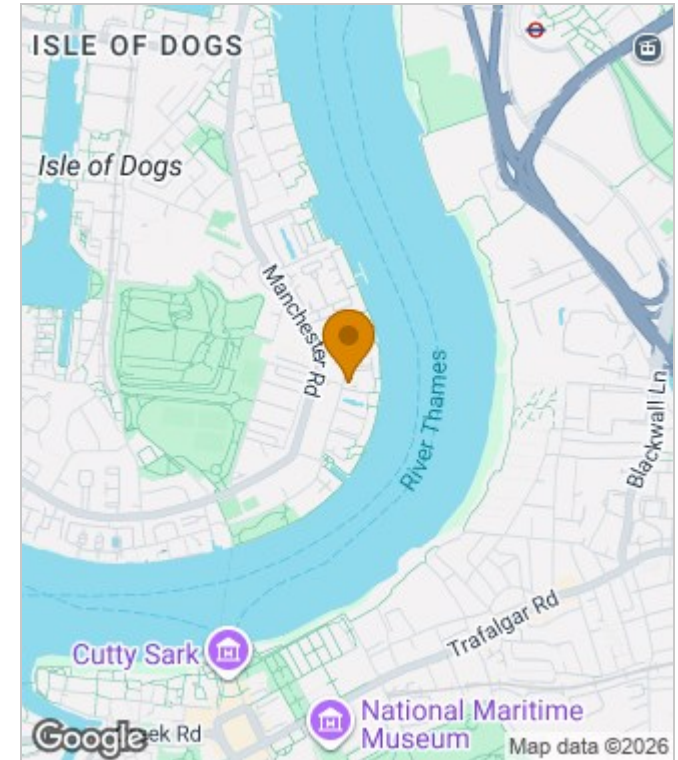 ISLE OF DOGS
Isle of Dogs
Manchester Rd
River Thames
Blackwall Ln
Trafalgar Rd
Cutty Sark
National Maritime
Museum
Rd
Google
Map data ©2026